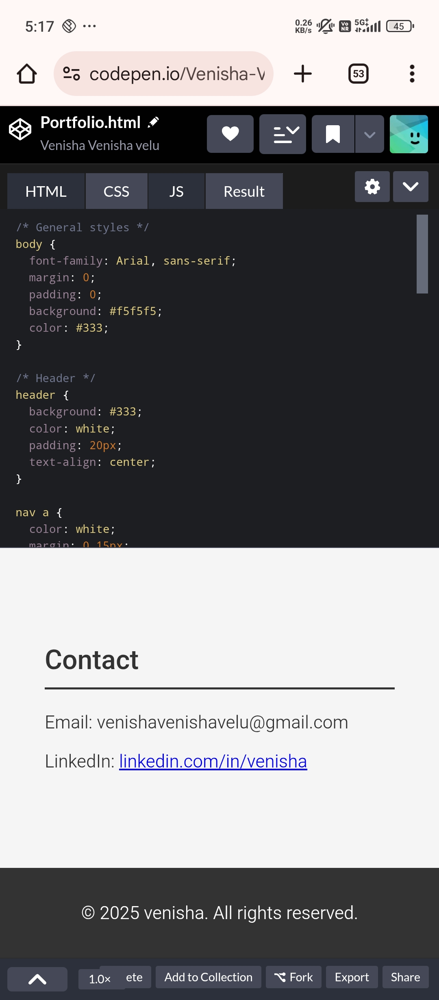 5:17 ...
0.26 KB/s Vo NR 5G+ 45
codepen.io/Venisha-V
53
Portfolio.html
Venisha Venisha velu
HTML CSS JS Result
/* General styles */
body {
font-family: Arial, sans-serif;
margin: 0;
padding: 0;
background: #f5f5f5;
color: #333;
}
/* Header */
header {
background: #333;
color: white;
padding: 20px;
text-align: center;
}
nav a {
color: white;
margin: 0 15px;
Contact
Email: venishavenishavelu@gmail.com
LinkedIn: linkedin.com/in/venisha
© 2025 venisha. All rights reserved.
1.0× ete Add to Collection Fork Export Share